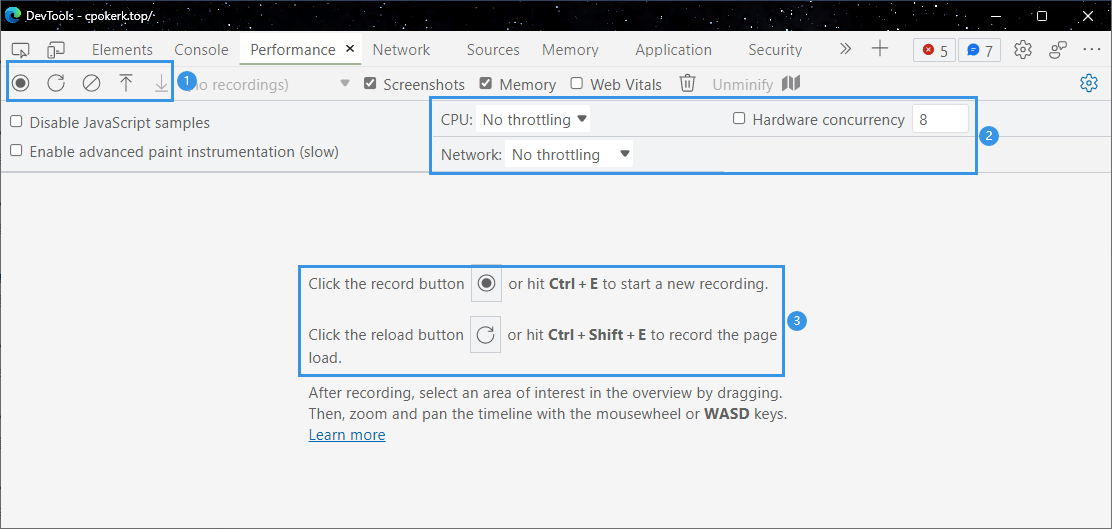 DevTools - cpokerk.top/
Elements Console Performance Network Sources Memory Application Security 5 7
1 no recordings) Screenshots Memory Web Vitals Unminify
Disable JavaScript samples
CPU: No throttling Hardware concurrency 8
2
Enable advanced paint instrumentation (slow)
Network: No throttling
Click the record button or hit Ctrl + E to start a new recording.
3
Click the reload button or hit Ctrl + Shift + E to record the page
load.
After recording, select an area of interest in the overview by dragging.
Then, zoom and pan the timeline with the mousewheel or WASD keys.
Learn more